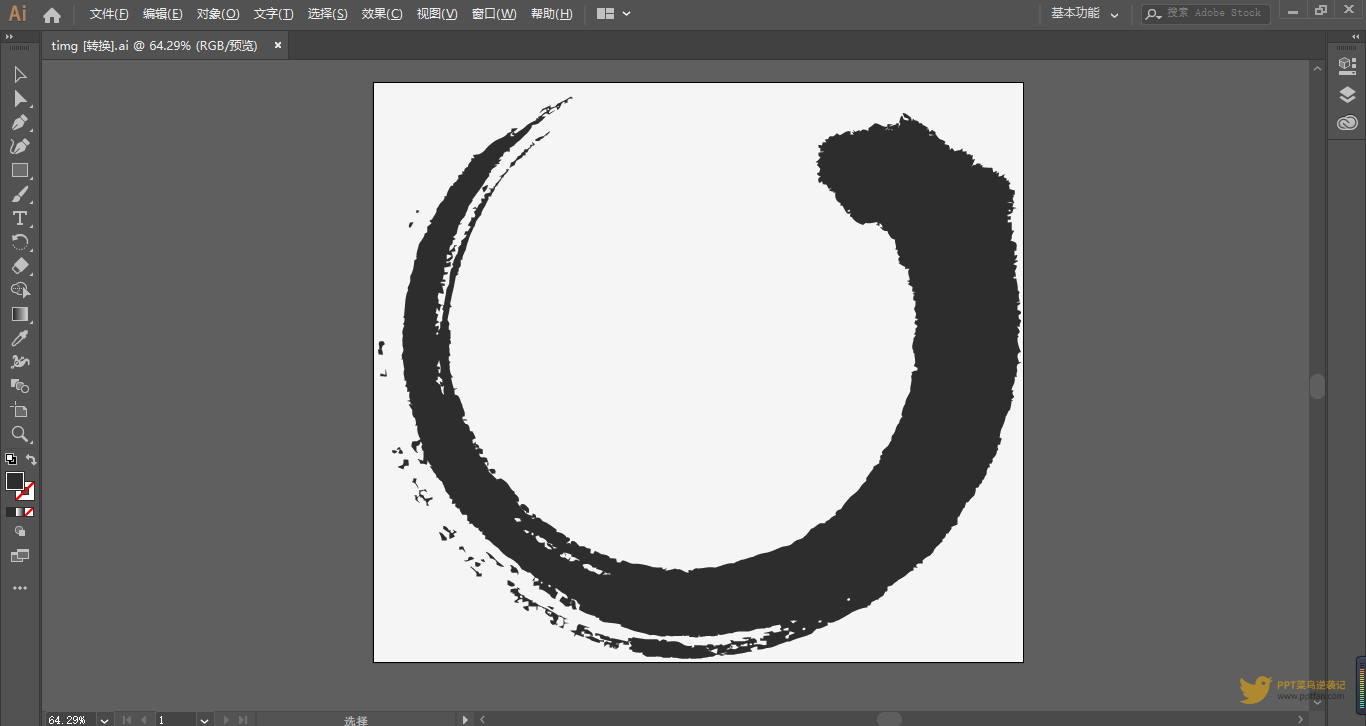 Ai 文件(F) 编辑(E) 对象(O) 文字(T) 选择(S) 效果(C) 视图(V) 窗口(W) 帮助(H) 基本功能 搜索 Adobe Stock
timg [转换].ai @ 64.29% (RGB/预览) ×
T
PPT菜鸟逆袭记
www.pptfan.com
64.29% 1 选择